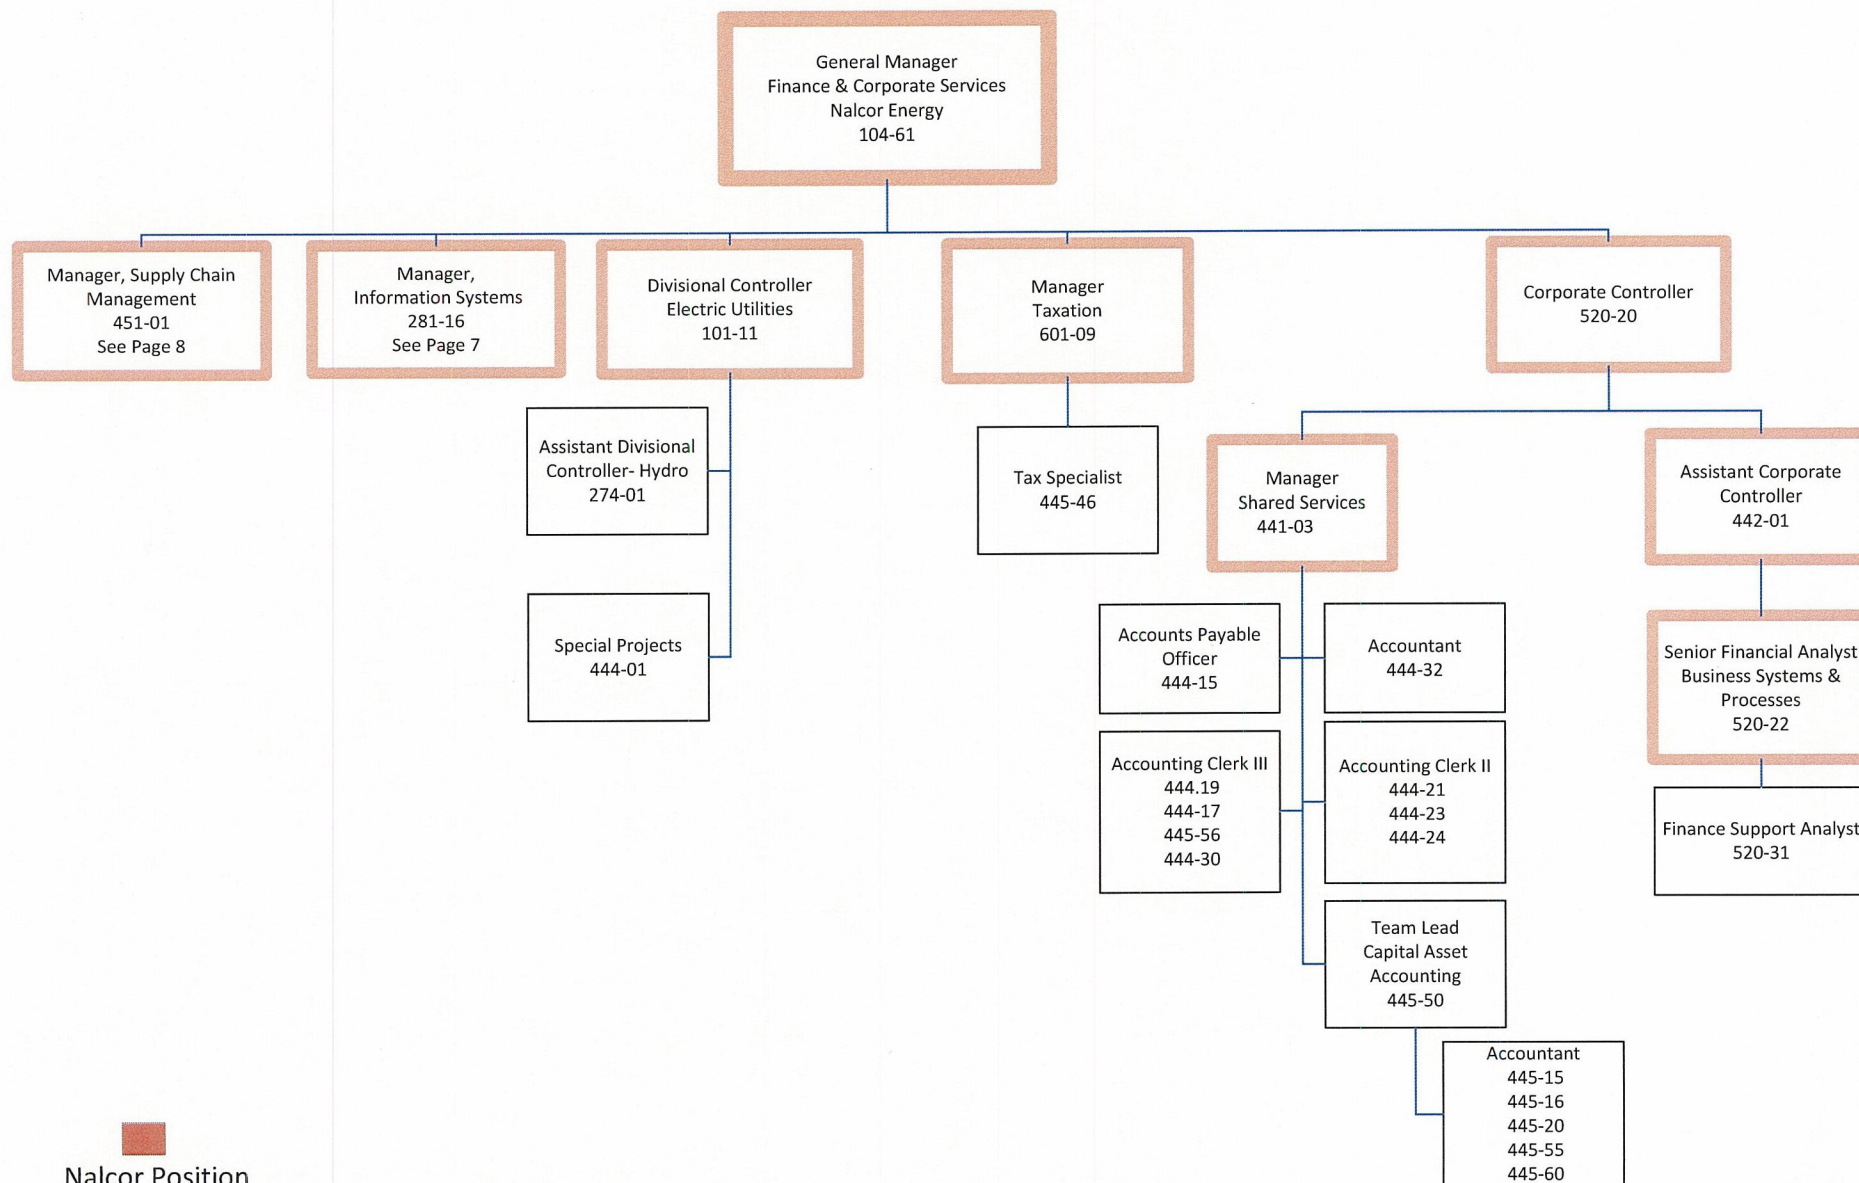 General Manager
Finance & Corporate Services
Nalcor Energy
104-61
Manager, Supply Chain
Management
451-01
See Page 8
Manager,
Information Systems
281-16
See Page 7
Divisional Controller
Electric Utilities
101-11
Manager
Taxation
601-09
Corporate Controller
520-20
Assistant Divisional
Controller- Hydro
274-01
Special Projects
444-01
Tax Specialist
445-46
Manager
Shared Services
441-03
Assistant Corporate
Controller
442-01
Accounts Payable
Officer
444-15
Accountant
444-32
Senior Financial Analyst
Business Systems &
Processes
520-22
Accounting Clerk III
444.19
444-17
445-56
444-30
Accounting Clerk II
444-21
444-23
444-24
Finance Support Analyst
520-31
Team Lead
Capital Asset
Accounting
445-50
Accountant
445-15
445-16
445-20
445-55
445-60
Nalcor Position